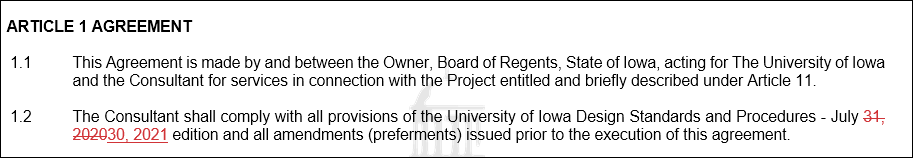 ARTICLE 1 AGREEMENT
1.1 This Agreement is made by and between the Owner, Board of Regents, State of Iowa, acting for The University of Iowa
and the Consultant for services in connection with the Project entitled and briefly described under Article 11.
1.2 The Consultant shall comply with all provisions of the University of Iowa Design Standards and Procedures - July 31,
202030, 2021 edition and all amendments (preferments) issued prior to the execution of this agreement.